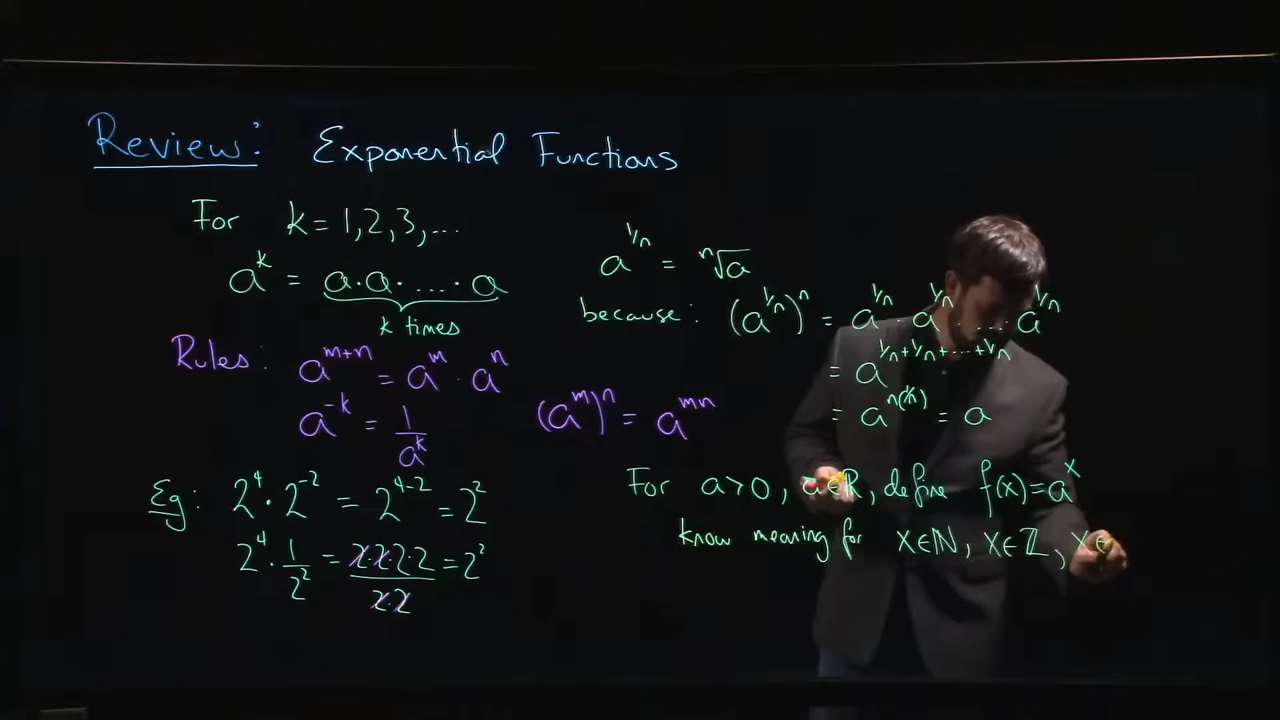 Review: Exponential Functions
For k = 1,2,3,...
a^k = a·a·....·a
k times
Rules: a^{m+n} = a^m · a^n
a^{-k} = 1/a^k
(a^m)^n = a^{mn}
Eg: 2^4 · 2^{-2} = 2^{4-2} = 2^2
2^4 · 1/2^2 = 2·2·2·2/2·2 = 2^2
a^{1/n} = ⁿ√a
because: (a^{1/n})^n = a^{1/n} · a^{1/n} ..... a^{1/n}
= a^{1/n+1/n+...+1/n}
= a^{n(1/n)} = a
For a>0, a∈ℝ, define f(x)=a^x
know meaning for x∈ℕ, x∈ℤ, x∈